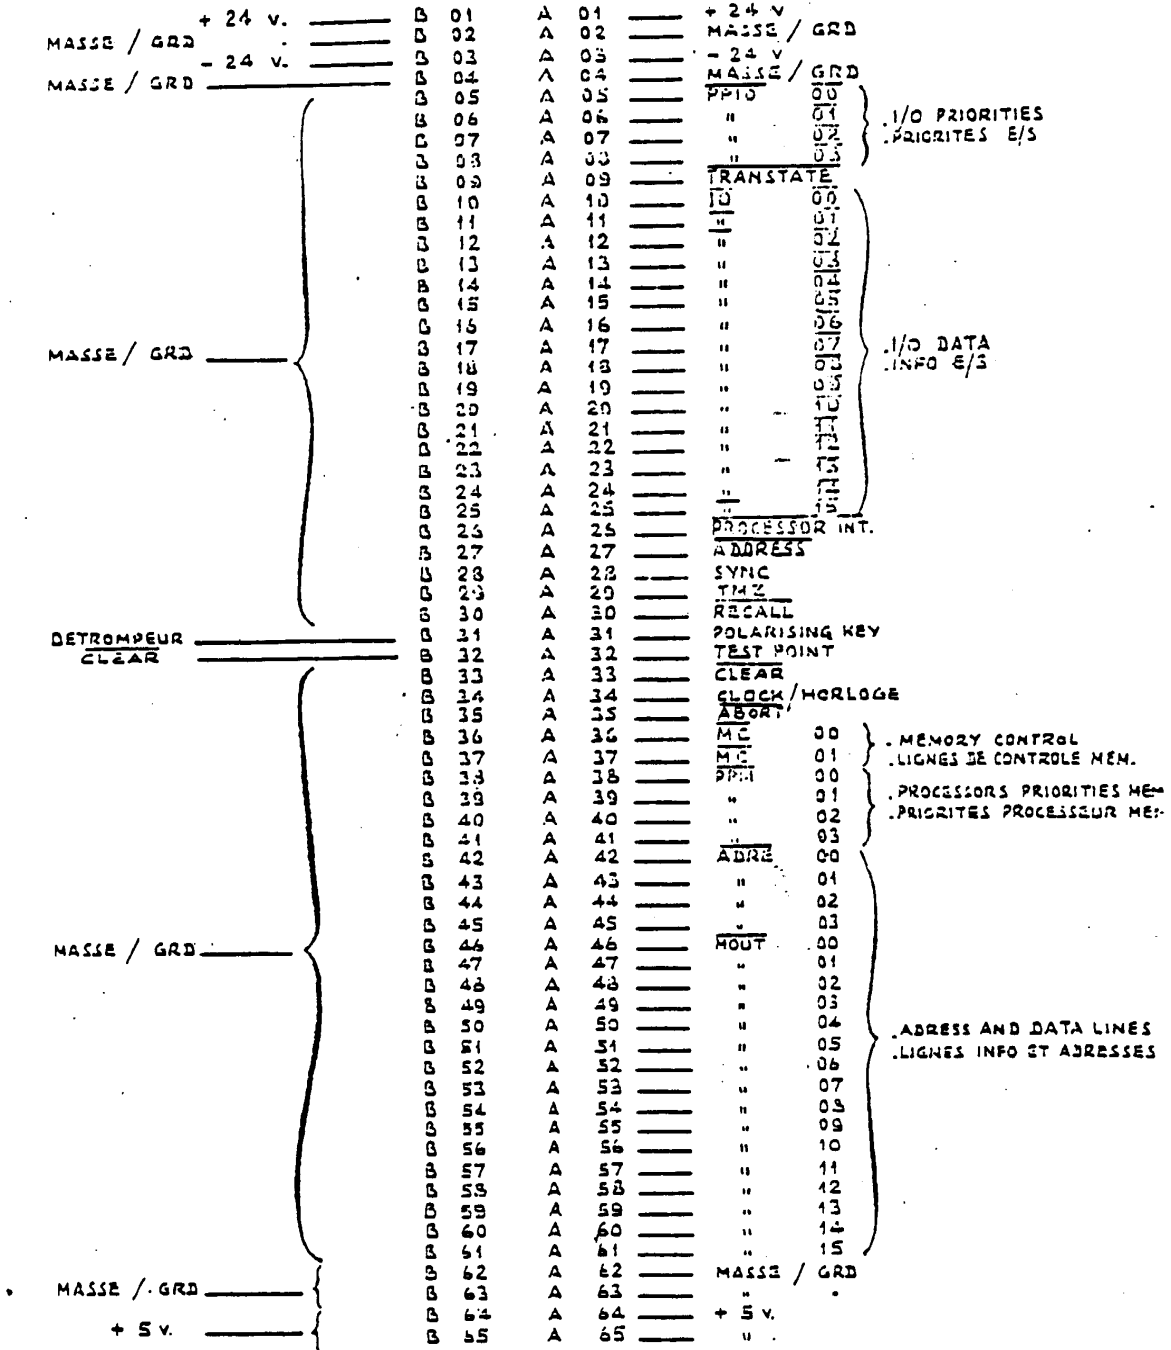 + 24 v. B 01 A 01 + 24 v
MASSE / GRD B 02 A 02 MASSE / GRD
- 24 v. B 03 A 03 - 24 v
MASSE / GRD B 04 A 04 MASSE / GRD
B 05 A 05 PPIO 00
B 06 A 06 " 01 .I/O PRIORITIES
B 07 A 07 " 02 .PRIORITES E/S
B 08 A 08 " 03
B 09 A 09 TRANSTATE
B 10 A 10 IO 00
B 11 A 11 " 01
B 12 A 12 " 02
B 13 A 13 " 03
B 14 A 14 " 04
B 15 A 15 " 05
B 16 A 16 " 06
MASSE / GRD B 17 A 17 " 07 .I/O DATA
B 18 A 18 " 08 .INFO E/S
B 19 A 19 " 09
B 20 A 20 " 10
B 21 A 21 " 11
B 22 A 22 " 12
B 23 A 23 " 13
B 24 A 24 " 14
B 25 A 25 " 15
B 26 A 26 PROCESSOR INT.
B 27 A 27 ADDRESS
B 28 A 28 SYNC
B 29 A 29 TMZ
B 30 A 30 RECALL
DETROMPEUR B 31 A 31 POLARISING KEY
CLEAR B 32 A 32 TEST POINT
B 33 A 33 CLEAR
B 34 A 34 CLOCK / HORLOGE
B 35 A 35 ABORT
B 36 A 36 MC 00 . MEMORY CONTROL
B 37 A 37 MC 01 .LIGNES DE CONTROLE MEM.
B 38 A 38 PPM 00
B 39 A 39 " 01 .PROCESSORS PRIORITIES MEM
B 40 A 40 " 02 .PRIORITES PROCESSEUR MEM
B 41 A 41 " 03
B 42 A 42 ADRE 00
B 43 A 43 " 01
B 44 A 44 " 02
B 45 A 45 " 03
MASSE / GRD B 46 A 46 MOUT 00
B 47 A 47 " 01
B 48 A 48 " 02
B 49 A 49 " 03
B 50 A 50 " 04 .ADRESS AND DATA LINES
B 51 A 51 " 05 .LIGNES INFO ET ADRESSES
B 52 A 52 " 06
B 53 A 53 " 07
B 54 A 54 " 08
B 55 A 55 " 09
B 56 A 56 " 10
B 57 A 57 " 11
B 58 A 58 " 12
B 59 A 59 " 13
B 60 A 60 " 14
B 61 A 61 " 15
B 62 A 62 MASSE / GRD
MASSE / GRD B 63 A 63 "
B 64 A 64 + 5 v.
+ 5 v. B 65 A 65 "